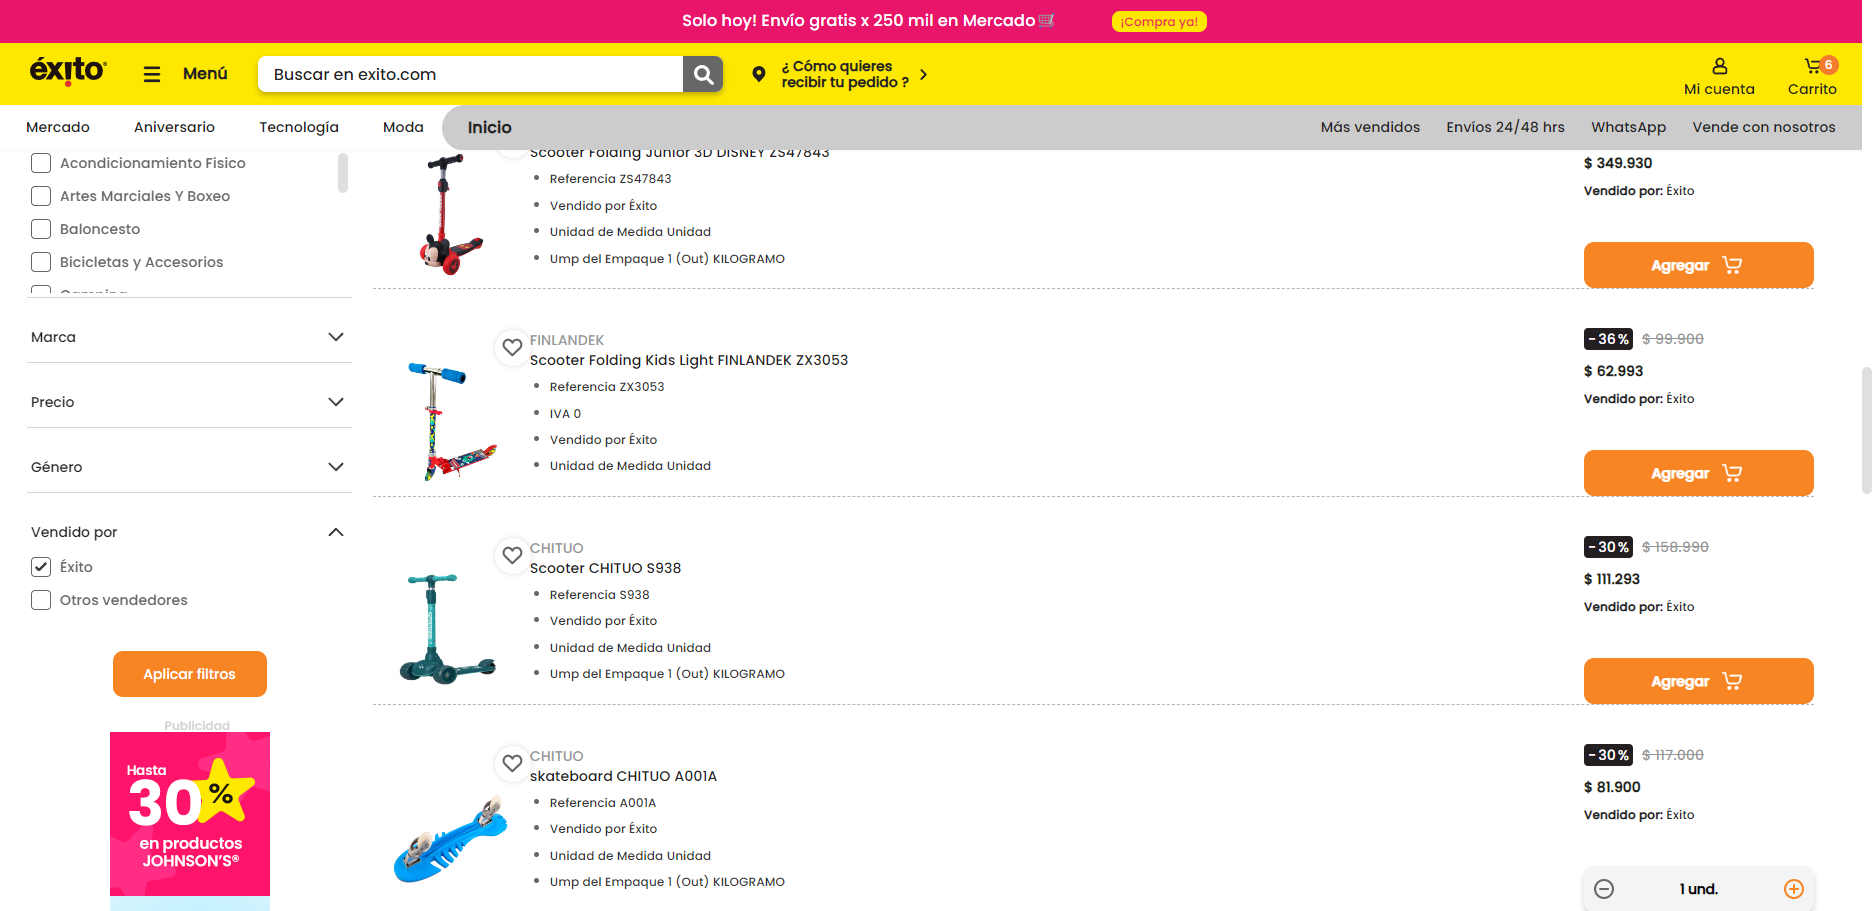 Solo hoy! Envío gratis x 250 mil en Mercado🛒
¡Compra ya!
éxito
Menú
Buscar en exito.com
¿ Cómo quieres
recibir tu pedido ?
Mi cuenta
6
Carrito
Mercado
Aniversario
Tecnología
Moda
Inicio
Más vendidos
Envíos 24/48 hrs
WhatsApp
Vende con nosotros
Acondicionamiento Fisico
Artes Marciales Y Boxeo
Baloncesto
Bicicletas y Accesorios
Marca
Precio
Género
Vendido por
Éxito
Otros vendedores
Aplicar filtros
Publicidad
Hasta
30%
en productos
JOHNSON'S®
Scooter Folding Junior 3D DISNEY ZS47843
Referencia ZS47843
Vendido por Éxito
Unidad de Medida Unidad
Ump del Empaque 1 (Out) KILOGRAMO
$ 349.930
Vendido por: Éxito
Agregar
FINLANDEK
Scooter Folding Kids Light FINLANDEK ZX3053
Referencia ZX3053
IVA 0
Vendido por Éxito
Unidad de Medida Unidad
-36% $ 99.900
$ 62.993
Vendido por: Éxito
Agregar
CHITUO
Scooter CHITUO S938
Referencia S938
Vendido por Éxito
Unidad de Medida Unidad
Ump del Empaque 1 (Out) KILOGRAMO
-30% $ 158.990
$ 111.293
Vendido por: Éxito
Agregar
CHITUO
skateboard CHITUO A001A
Referencia A001A
Vendido por Éxito
Unidad de Medida Unidad
Ump del Empaque 1 (Out) KILOGRAMO
-30% $ 117.000
$ 81.900
Vendido por: Éxito
1 und.